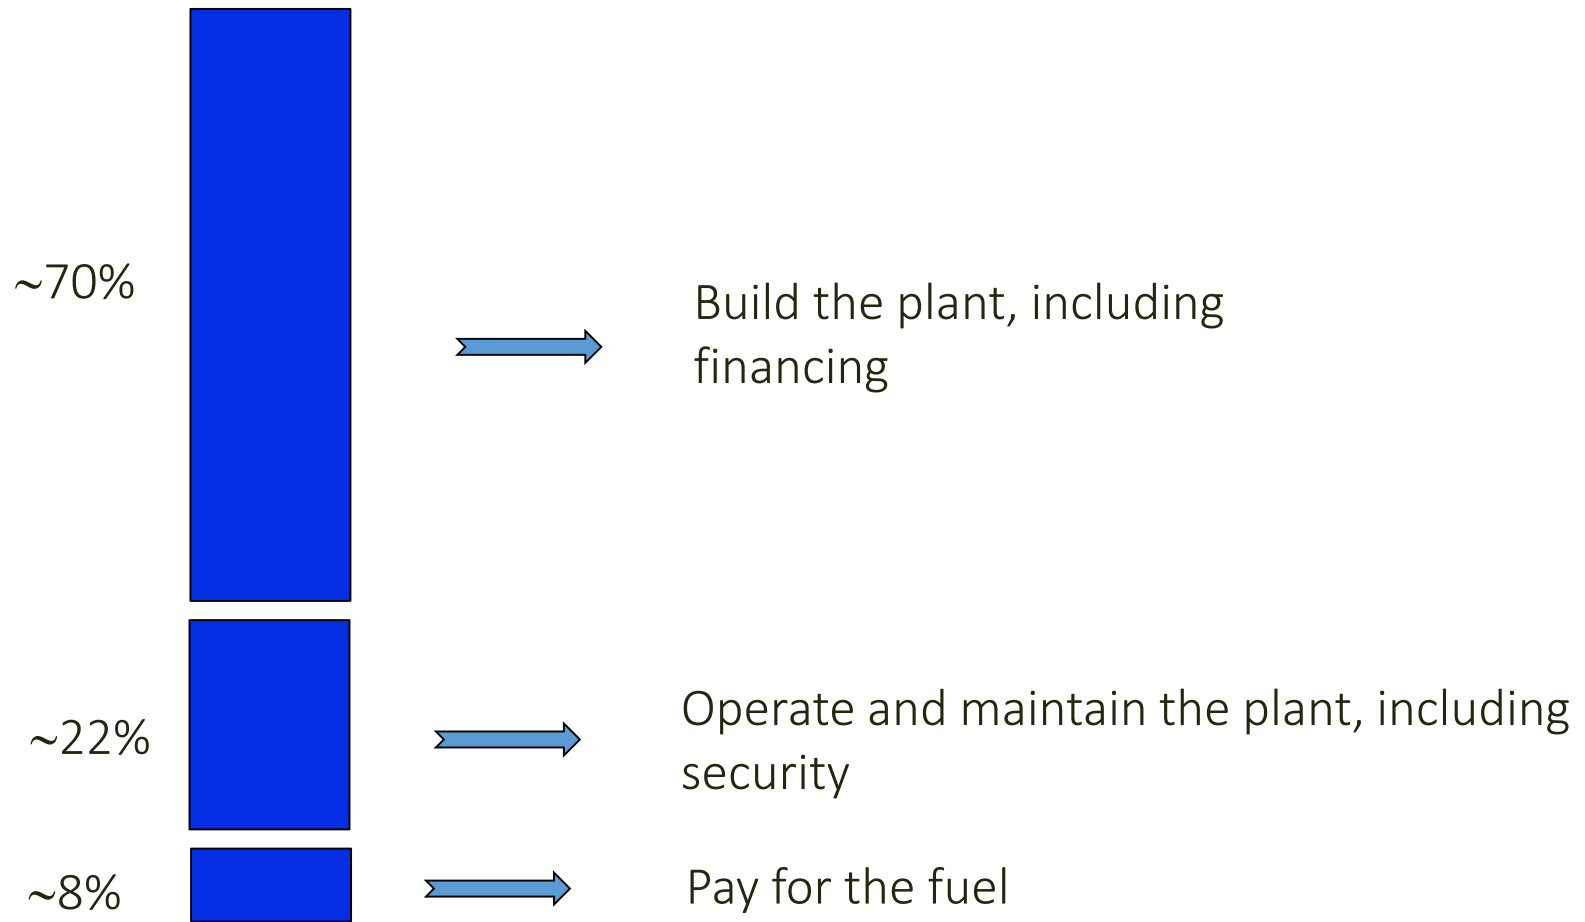 ~70%
Build the plant, including
financing
~22%
Operate and maintain the plant, including
security
~8%
Pay for the fuel